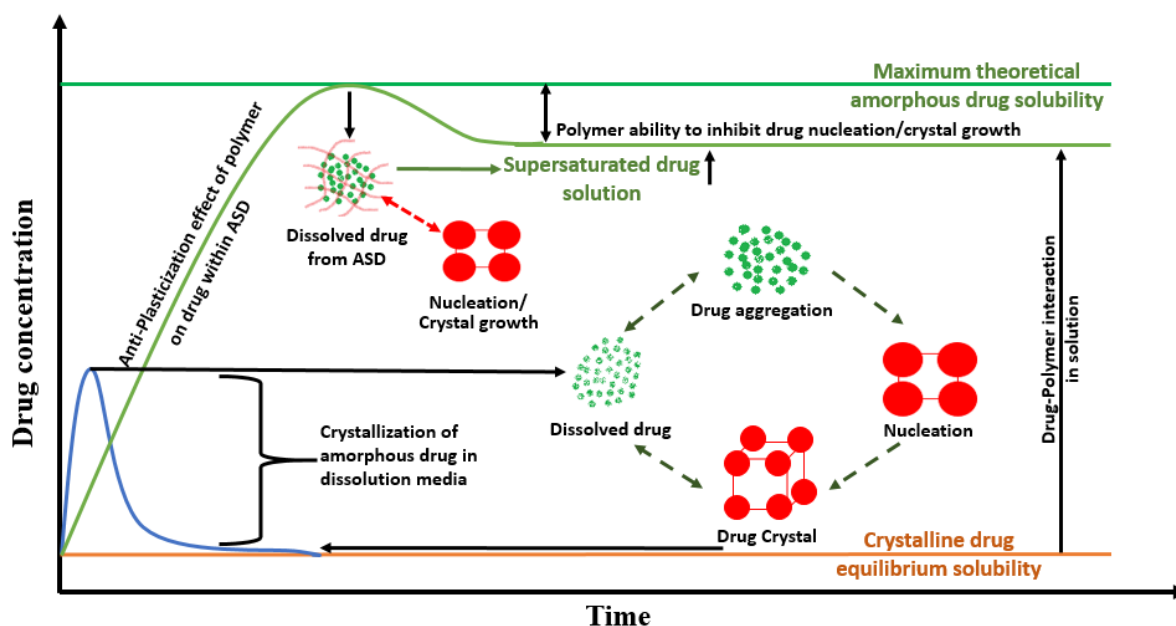 Maximum theoretical
amorphous drug solubility
Polymer ability to inhibit drug nucleation/crystal growth
Anti-Plasticization effect of polymer
on drug within ASD
Supersaturated drug
solution
Dissolved drug
from ASD
Nucleation/
Crystal growth
Drug aggregation
Drug concentration
Drug-Polymer interaction
in solution
Dissolved drug
Nucleation
Crystallization of
amorphous drug in
dissolution media
Drug Crystal
Crystalline drug
equilibrium solubility
Time